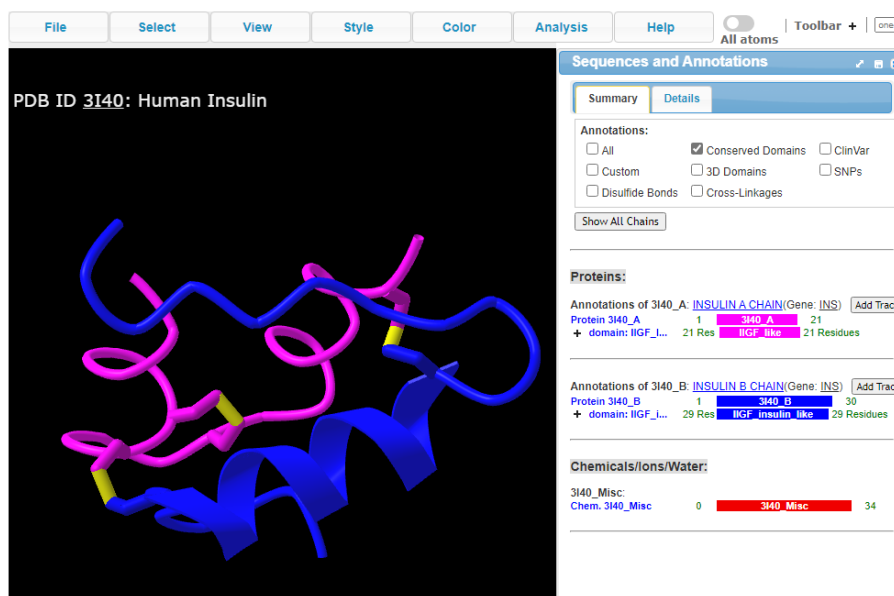 File Select View Style Color Analysis Help
All atoms
Toolbar +
one
Sequences and Annotations
PDB ID 3I40: Human Insulin
Summary Details
Annotations:
All Conserved Domains ClinVar
Custom 3D Domains SNPs
Disulfide Bonds Cross-Linkages
Show All Chains
Proteins:
Annotations of 3I40_A: INSULIN A CHAIN(Gene: INS) Add Trac
Protein 3I40_A 1 3I40_A 21
+ domain: IIGF_l... 21 Res IIGF_like 21 Residues
Annotations of 3I40_B: INSULIN B CHAIN(Gene: INS) Add Trac
Protein 3I40_B 1 3I40_B 30
+ domain: IIGF_i... 29 Res IIGF_insulin_like 29 Residues
Chemicals/Ions/Water:
3I40_Misc:
Chem. 3I40_Misc 0 3I40_Misc 34